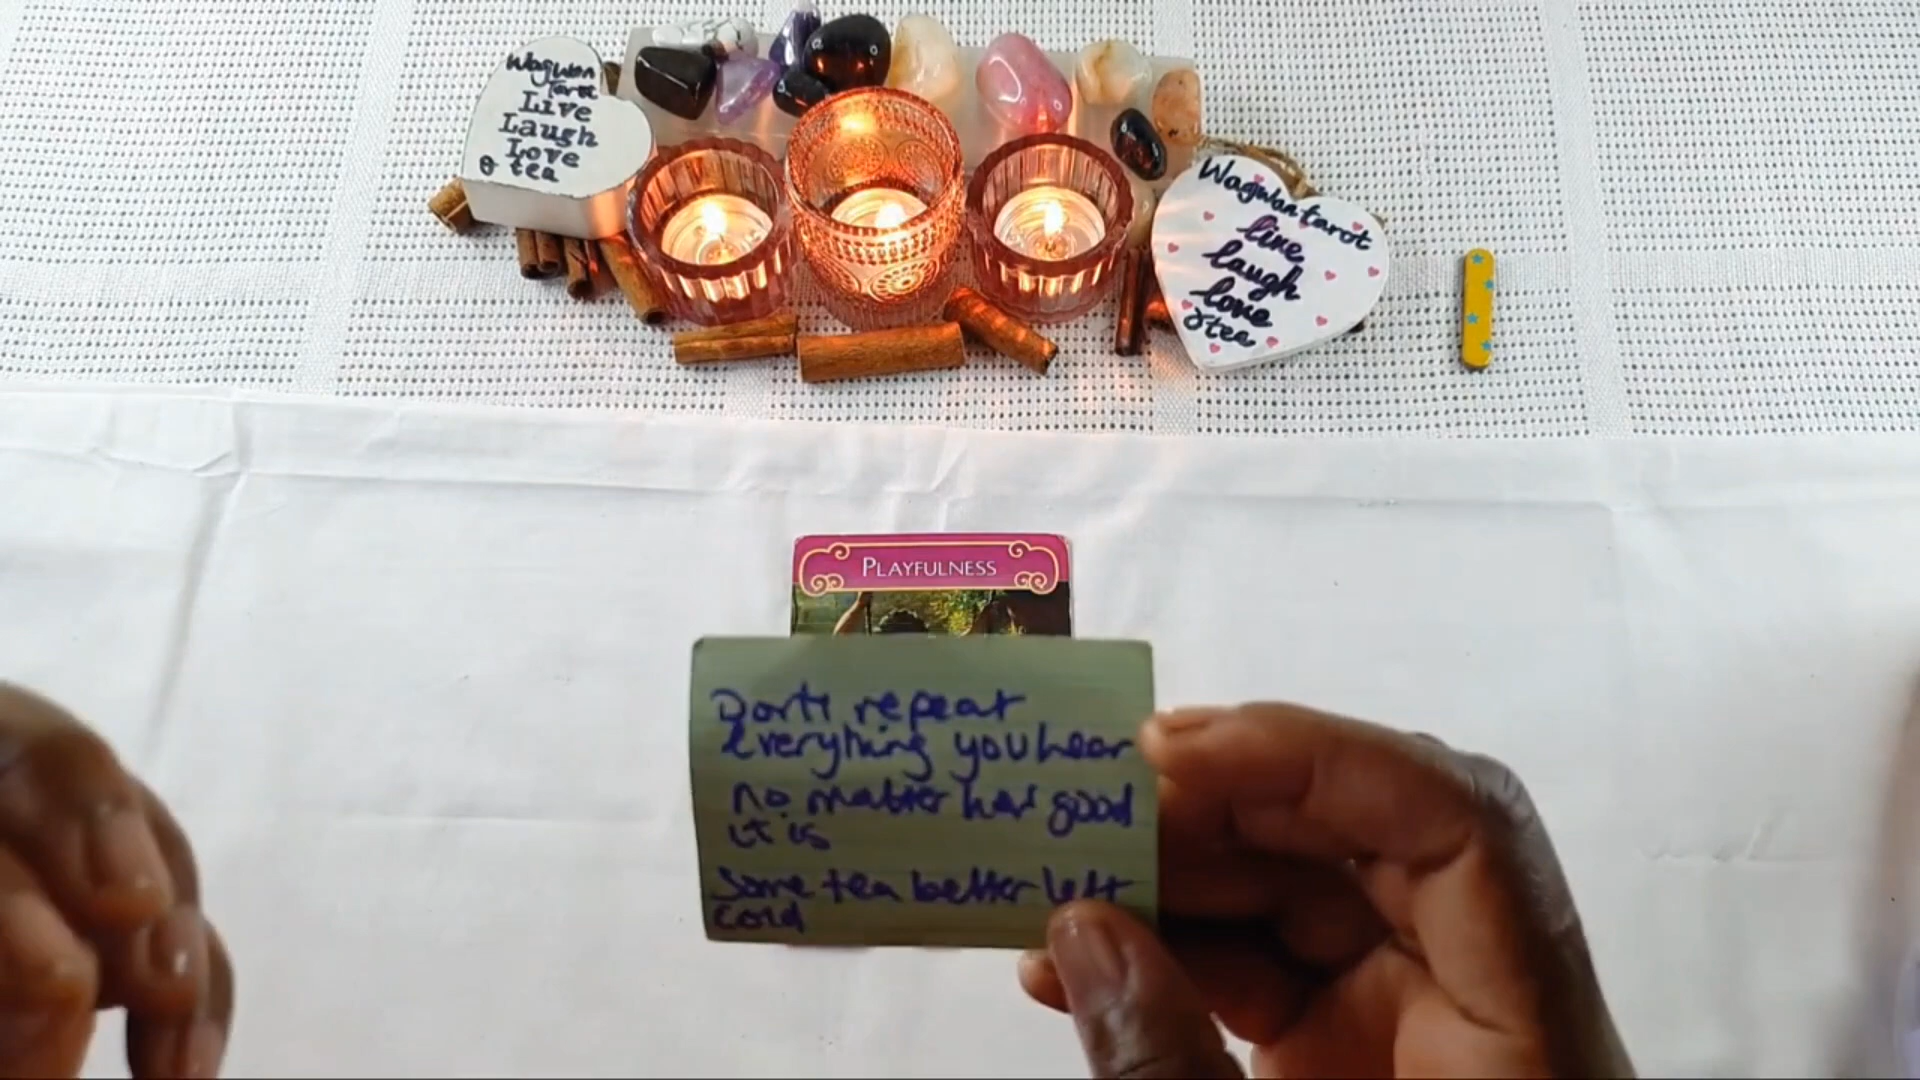 Wagwan
Tarot
Live
Laugh
Love
& tea
Wagwan tarot
live
laugh
love
& tea
PLAYFULNESS
Don't repeat
everything you hear
no matter how good
it is
Some tea better left
cold